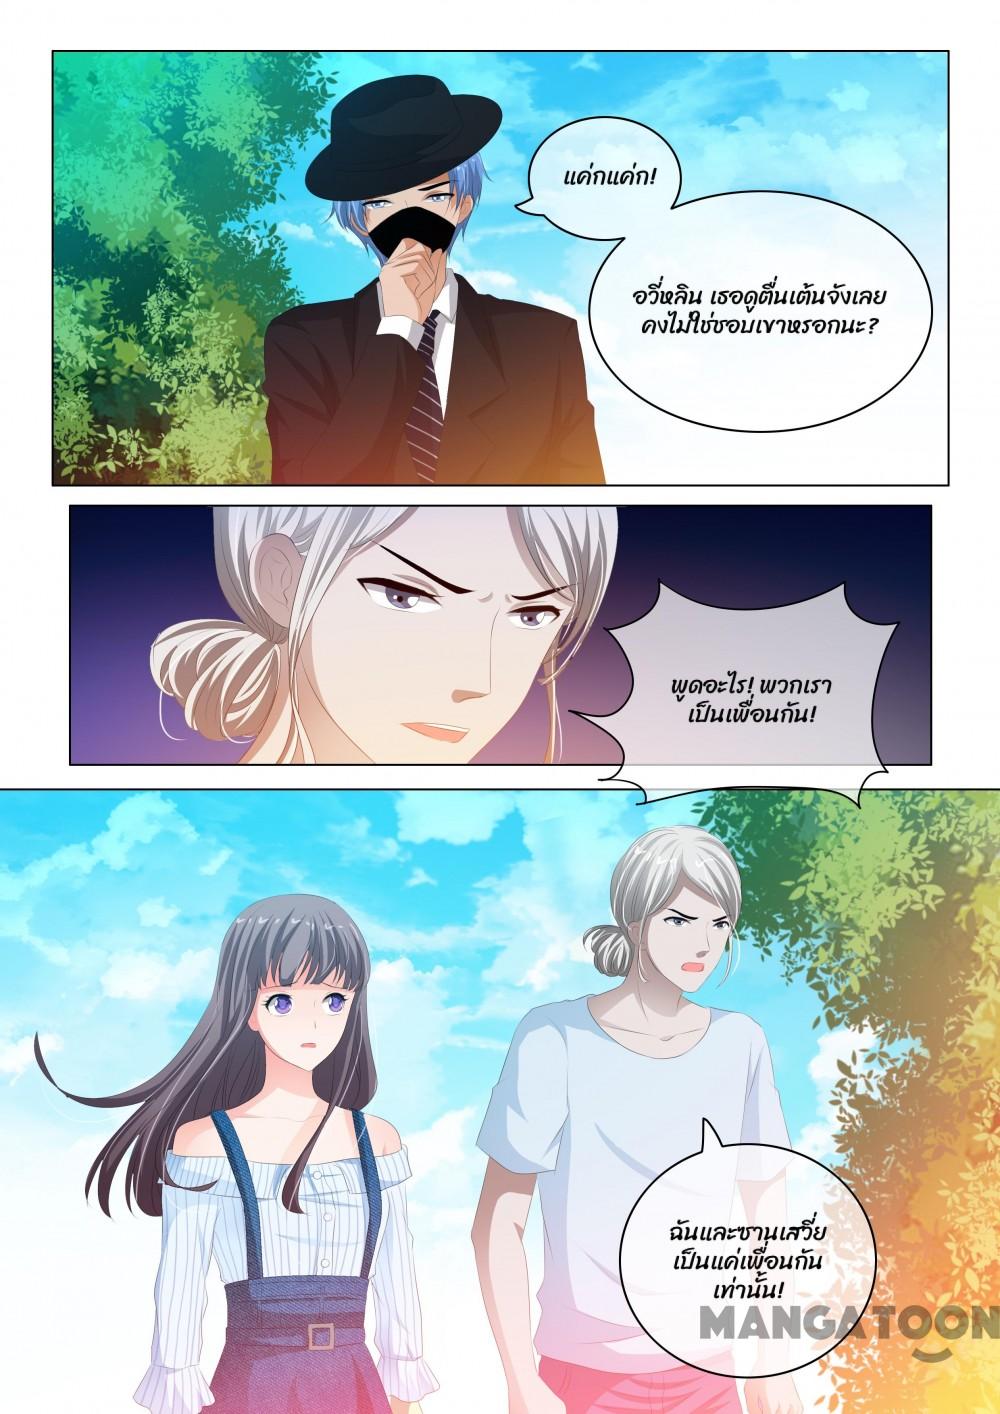 แค่กแค่ก!
อวี่หลิน เธอดูตื่นเต้นจังเลย
คงไม่ใช่ชอบเขาหรอกนะ?
พูดอะไร! พวกเรา
เป็นเพื่อนกัน!
ฉันและซานเสวี่ย
เป็นแค่เพื่อนกัน
เท่านั้น!
MANGATOON